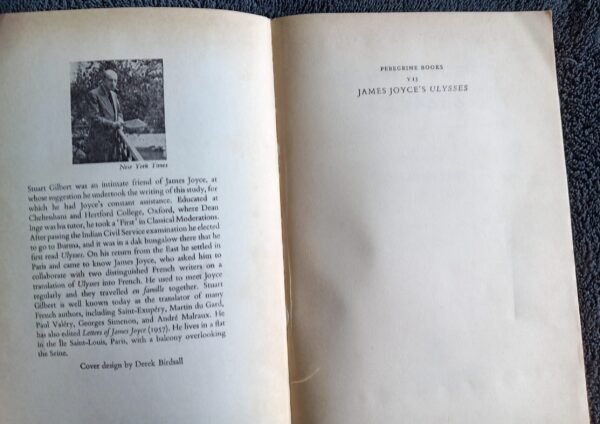 New York Times
Stuart Gilbert was an intimate friend of James Joyce, at
whose suggestion he undertook the writing of this study, for
which he had Joyce's constant assistance. Educated at
Cheltenham and Hertford College, Oxford, where Dean
Inge was his tutor, he took a 'First' in Classical Moderations.
After passing the Indian Civil Service examination he elected
to go to Burma, and it was in a dak bungalow there that he
first read Ulysses. On his return from the East he settled in
Paris and came to know James Joyce, who asked him to
collaborate with two distinguished French writers on a
translation of Ulysses into French. He used to meet Joyce
regularly and they travelled en famille together. Stuart
Gilbert is well known today as the translator of many
French authors, including Saint-Exupéry, Martin du Gard,
Paul Valéry, Georges Simenon, and André Malraux. He
has also edited Letters of James Joyce (1957). He lives in a flat
in the Île Saint-Louis, Paris, with a balcony overlooking
the Seine.
Cover design by Derek Birdsall
PEREGRINE BOOKS
Y 13
JAMES JOYCE'S ULYSSES